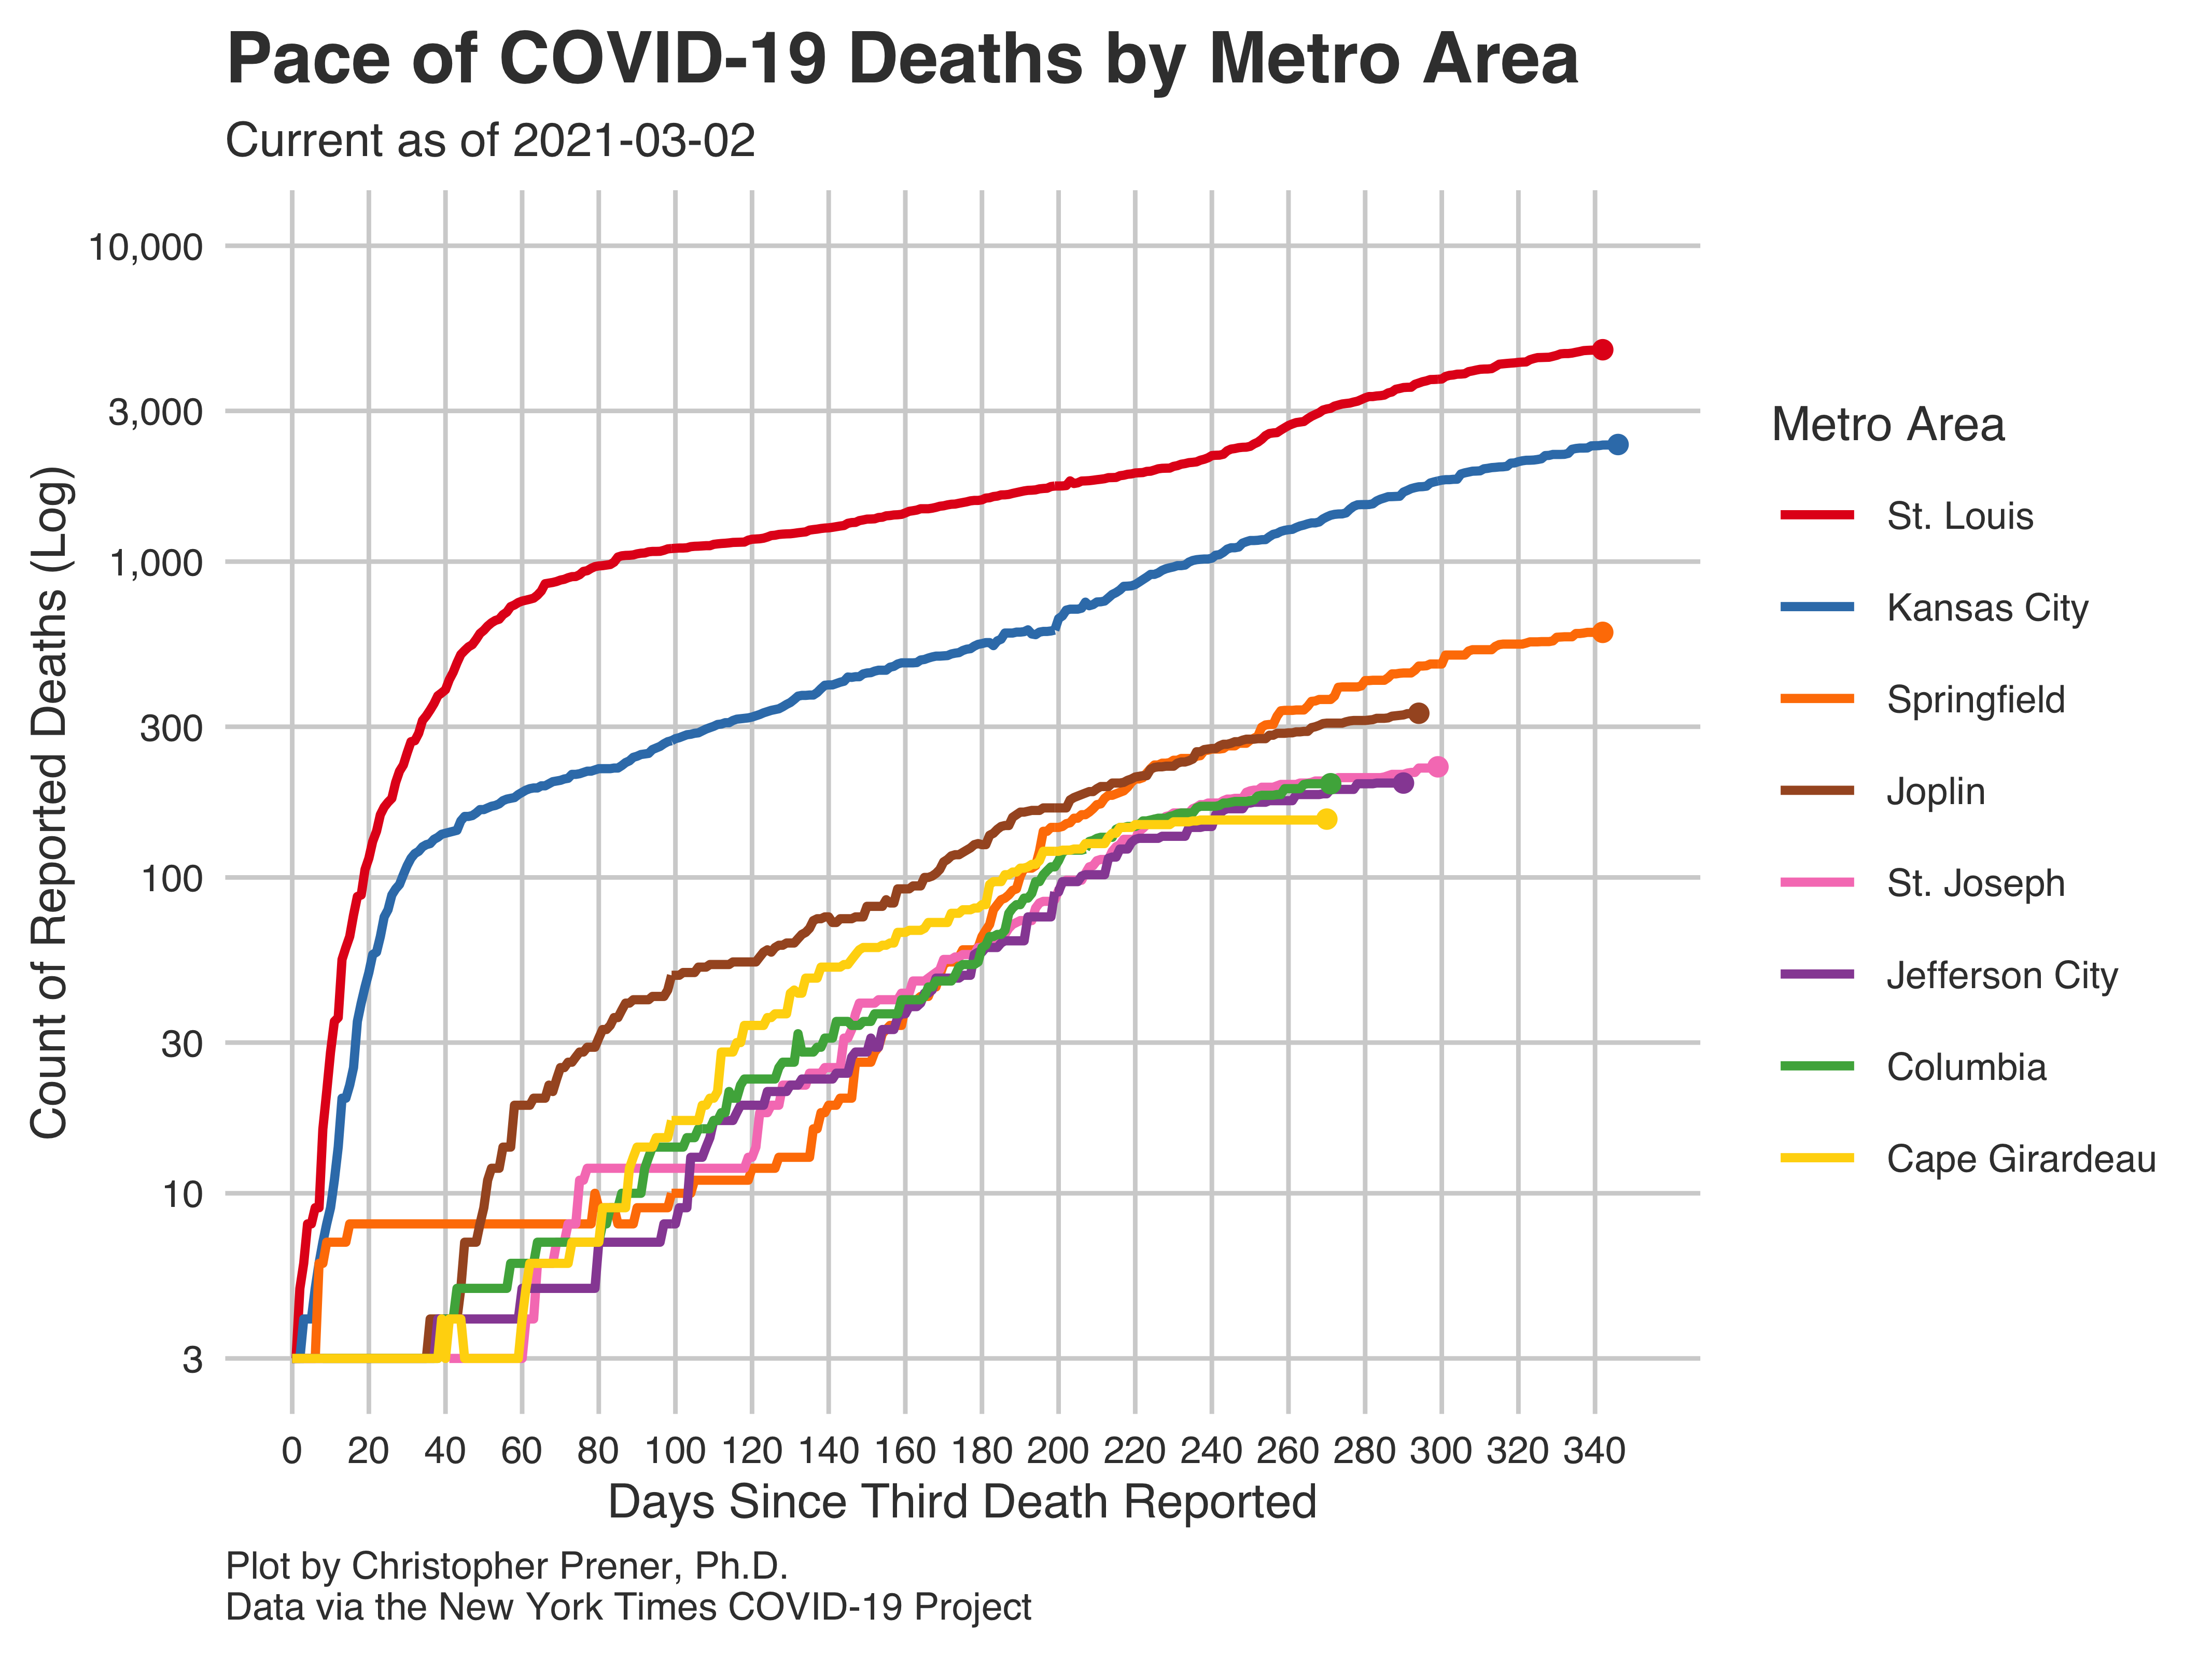 Pace of COVID-19 Deaths by Metro Area
Current as of 2021-03-02
10,000
3,000
1,000
300
100
30
10
3
Count of Reported Deaths (Log)
0 20 40 60 80 100 120 140 160 180 200 220 240 260 280 300 320 340
Days Since Third Death Reported
Metro Area
St. Louis
Kansas City
Springfield
Joplin
St. Joseph
Jefferson City
Columbia
Cape Girardeau
Plot by Christopher Prener, Ph.D.
Data via the New York Times COVID-19 Project